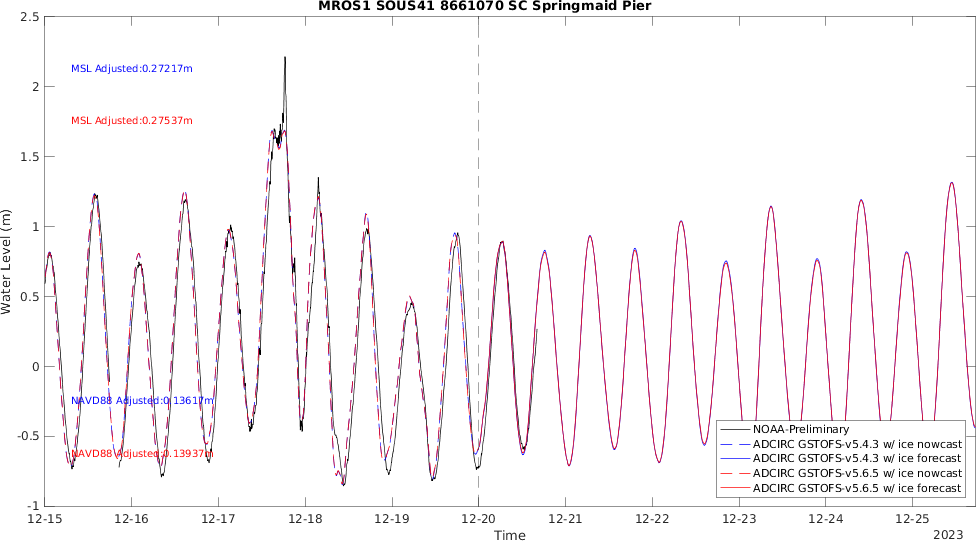 MROS1 SOUS41 8661070 SC Springmaid Pier
2.5
2
1.5
1
0.5
0
-0.5
-1
Water Level (m)
MSL Adjusted:0.27217m
MSL Adjusted:0.27537m
NAVD88 Adjusted:0.13617m
NAVD88 Adjusted:0.13937m
NOAA-Preliminary
ADCIRC GSTOFS-v5.4.3 w/ ice nowcast
ADCIRC GSTOFS-v5.4.3 w/ ice forecast
ADCIRC GSTOFS-v5.6.5 w/ ice nowcast
ADCIRC GSTOFS-v5.6.5 w/ ice forecast
12-15 12-16 12-17 12-18 12-19 12-20 12-21 12-22 12-23 12-24 12-25
Time
2023